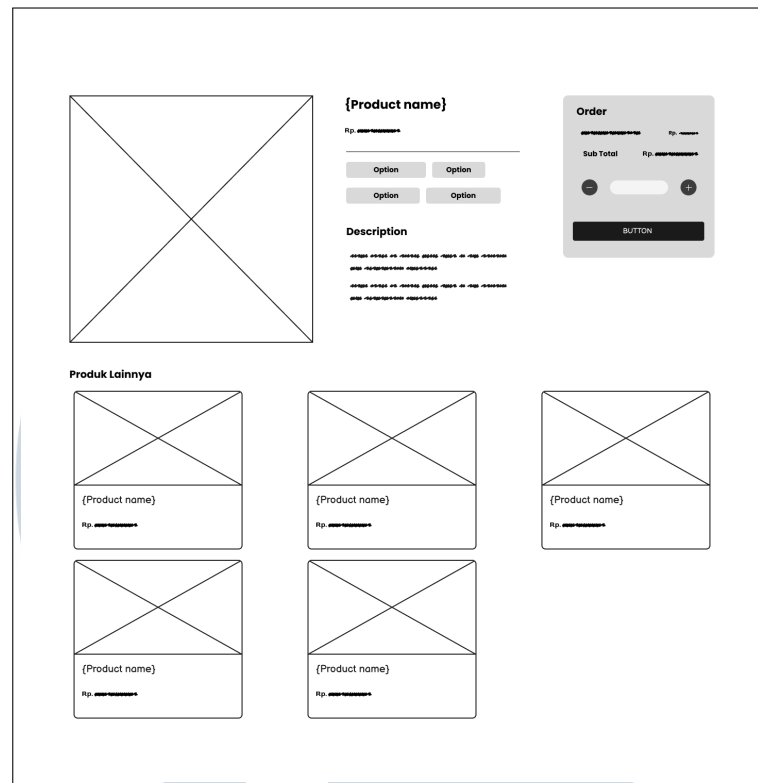 {Product name}
Rp.
Option Option
Option Option
Description
Order
Rp.
Sub Total Rp.
BUTTON
Produk Lainnya
{Product name} {Product name} {Product name}
Rp. Rp. Rp.
{Product name} {Product name}
Rp. Rp.